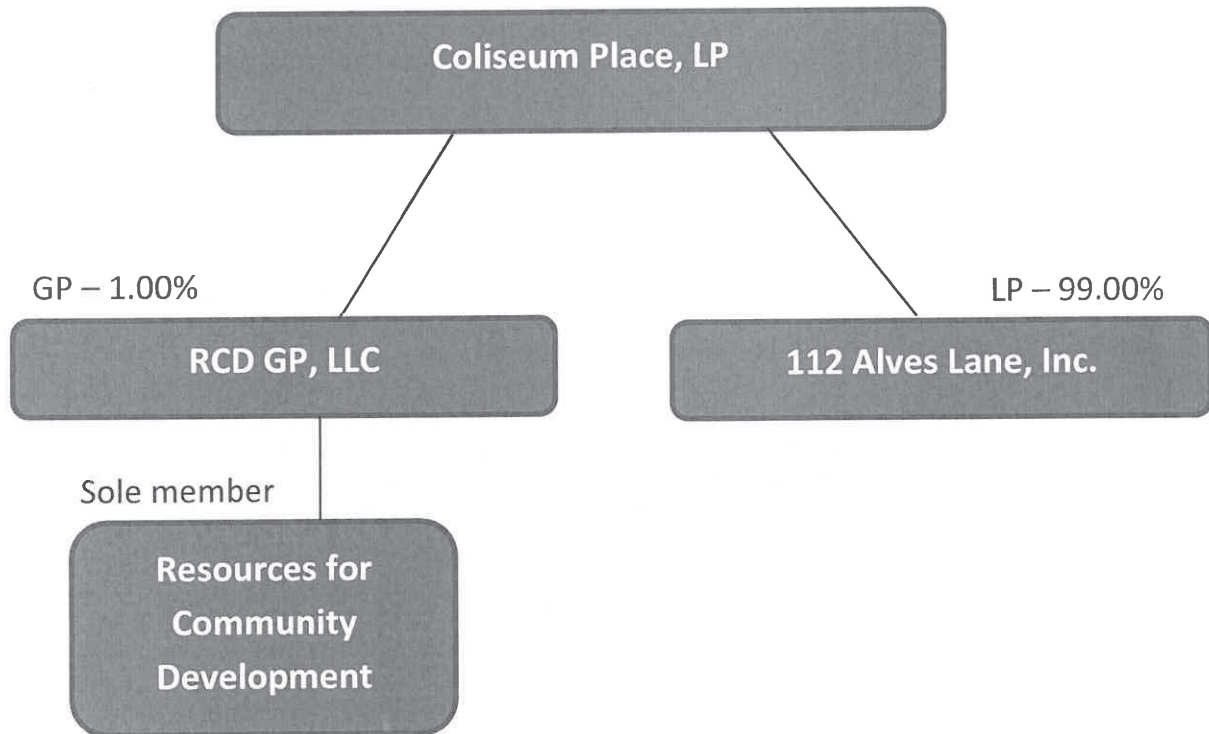 Coliseum Place, LP
GP – 1.00%
LP – 99.00%
RCD GP, LLC
112 Alves Lane, Inc.
Sole member
Resources for
Community
Development